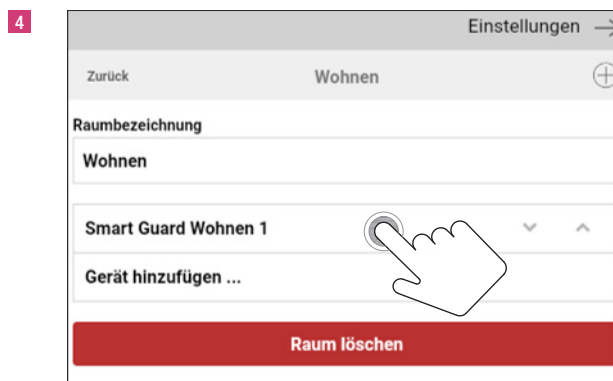 4
Einstellungen →
Zurück Wohnen
Raumbezeichnung
Wohnen
Smart Guard Wohnen 1
Gerät hinzufügen ...
Raum löschen